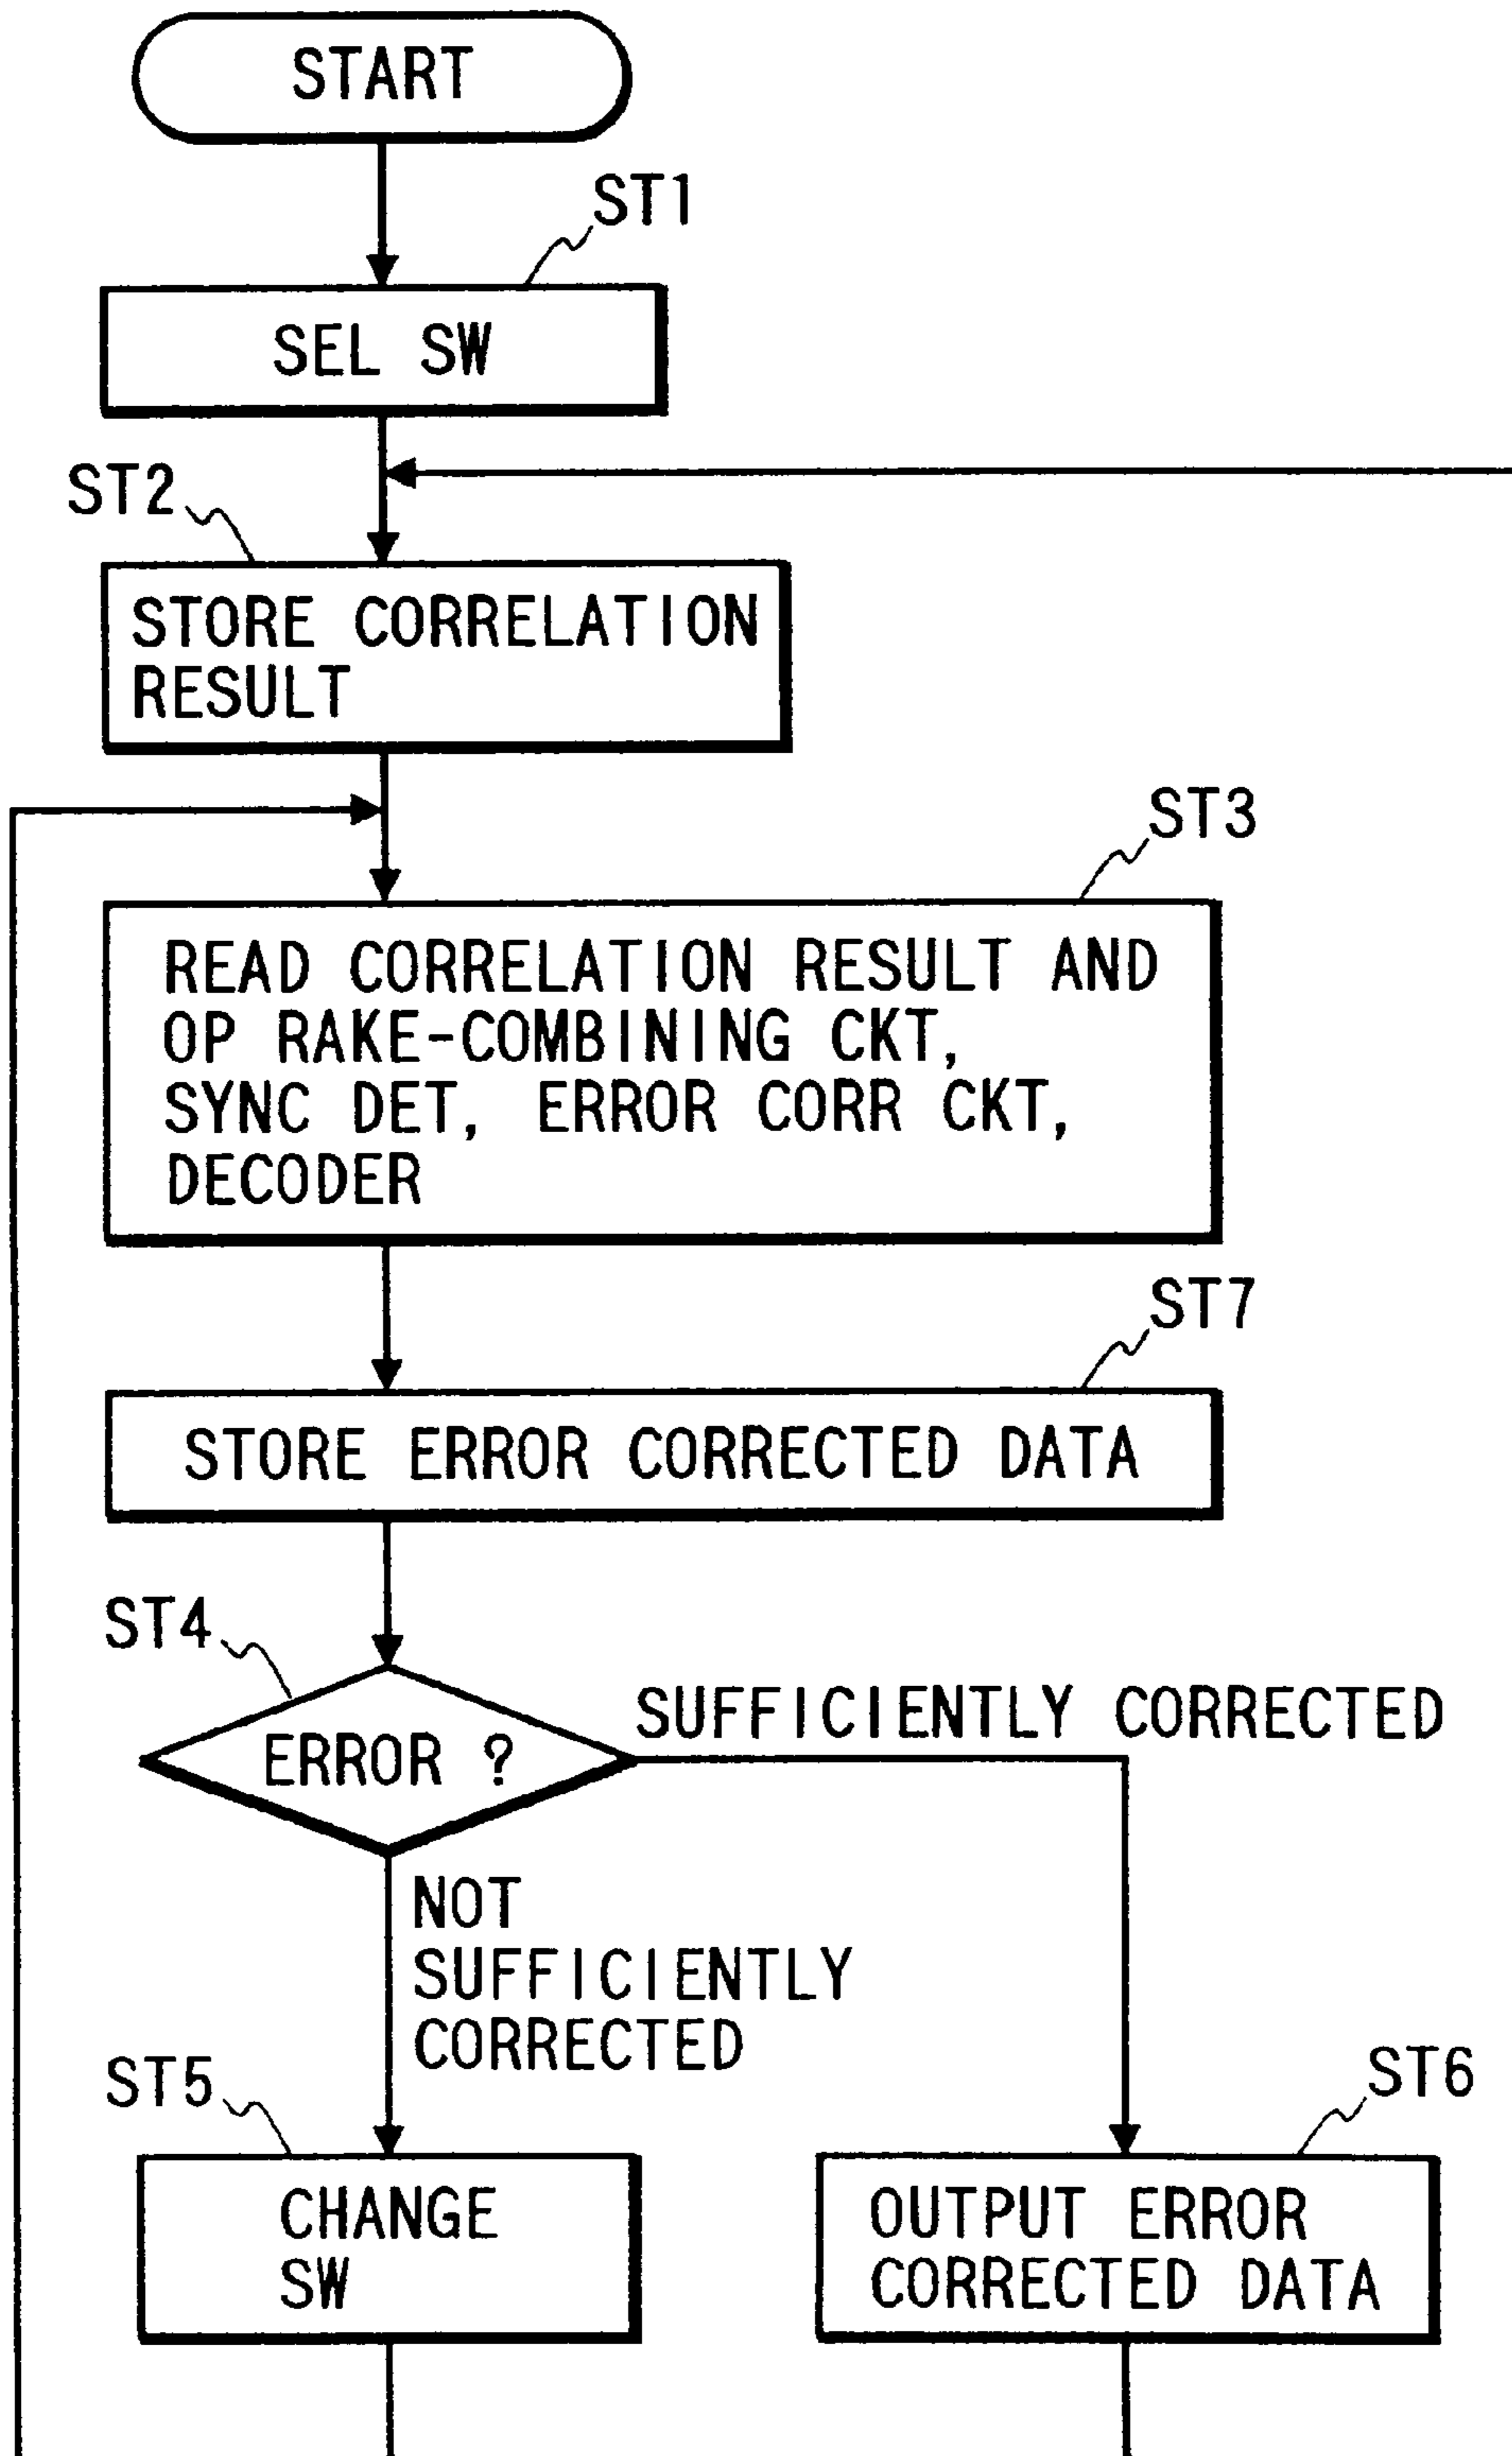 START
ST1
SEL SW
ST2
STORE CORRELATION
RESULT
ST3
READ CORRELATION RESULT AND
OP RAKE-COMBINING CKT,
SYNC DET, ERROR CORR CKT,
DECODER
ST7
STORE ERROR CORRECTED DATA
ST4
ERROR ?
SUFFICIENTLY CORRECTED
NOT
SUFFICIENTLY
CORRECTED
ST5
CHANGE
SW
ST6
OUTPUT ERROR
CORRECTED DATA